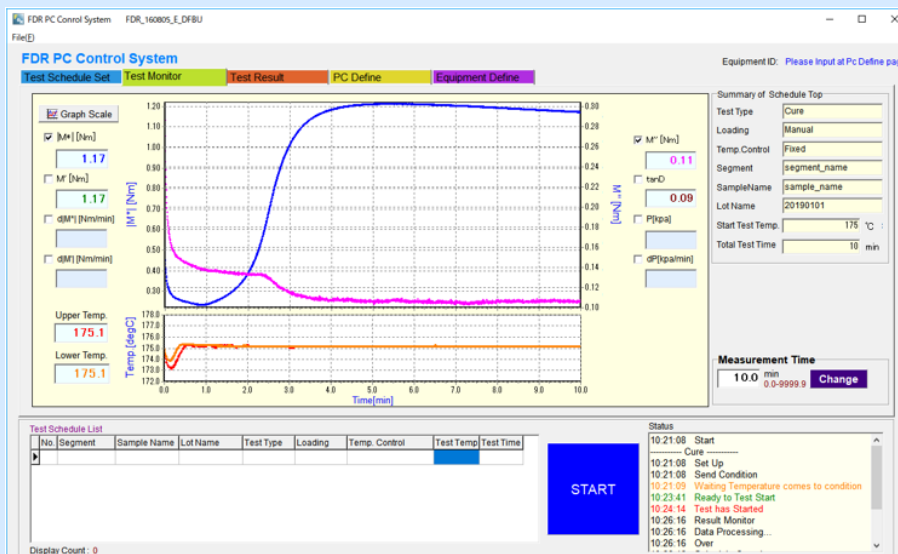 FDR PC Conrol System FDR_160805_E_DFBU
File(F)
FDR PC Control System
Equipment ID: Please Input at Pc Define pag
Test Schedule Set Test Monitor Test Result PC Define Equipment Define
Graph Scale
|M*| [Nm]
1.17
M' [Nm]
1.17
d|M*| [Nm/min]
d|M'| [Nm/min]
Upper Temp.
175.1
Lower Temp.
175.1
|M*| [Nm]
1.20
1.10
1.00
0.90
0.80
0.70
0.60
0.50
0.40
0.30
M" [Nm]
0.30
0.28
0.26
0.24
0.22
0.20
0.18
0.16
0.14
0.12
0.10
Temp.[degC]
178.0
177.0
176.0
175.0
174.0
173.0
172.0
0.0 1.0 2.0 3.0 4.0 5.0 6.0 7.0 8.0 9.0 10.0
Time[min]
M" [Nm]
0.11
tanD
0.09
P[kpa]
dP[kpa/min]
Summary of Schedule Top
Test Type Cure
Loading Manual
Temp.Control Fixed
Segment segment_name
SampleName sample_name
Lot Name 20190101
Start Test Temp. 175 °C :
Total Test Time 10 min
Measurement Time
10.0 min
0.0-9999.9
Change
Test Schedule List
No. Segment Sample Name Lot Name Test Type Loading Temp. Control Test Temp Test Time
START
Display Count : 0
Status
10:21:08 Start
---------- Cure ----------
10:21:08 Set Up
10:21:08 Send Condition
10:21:09 Waiting Temperature comes to condition
10:23:41 Ready to Test Start
10:24:14 Test has Started
10:26:16 Result Monitor
10:26:16 Data Processing...
10:26:16 Over